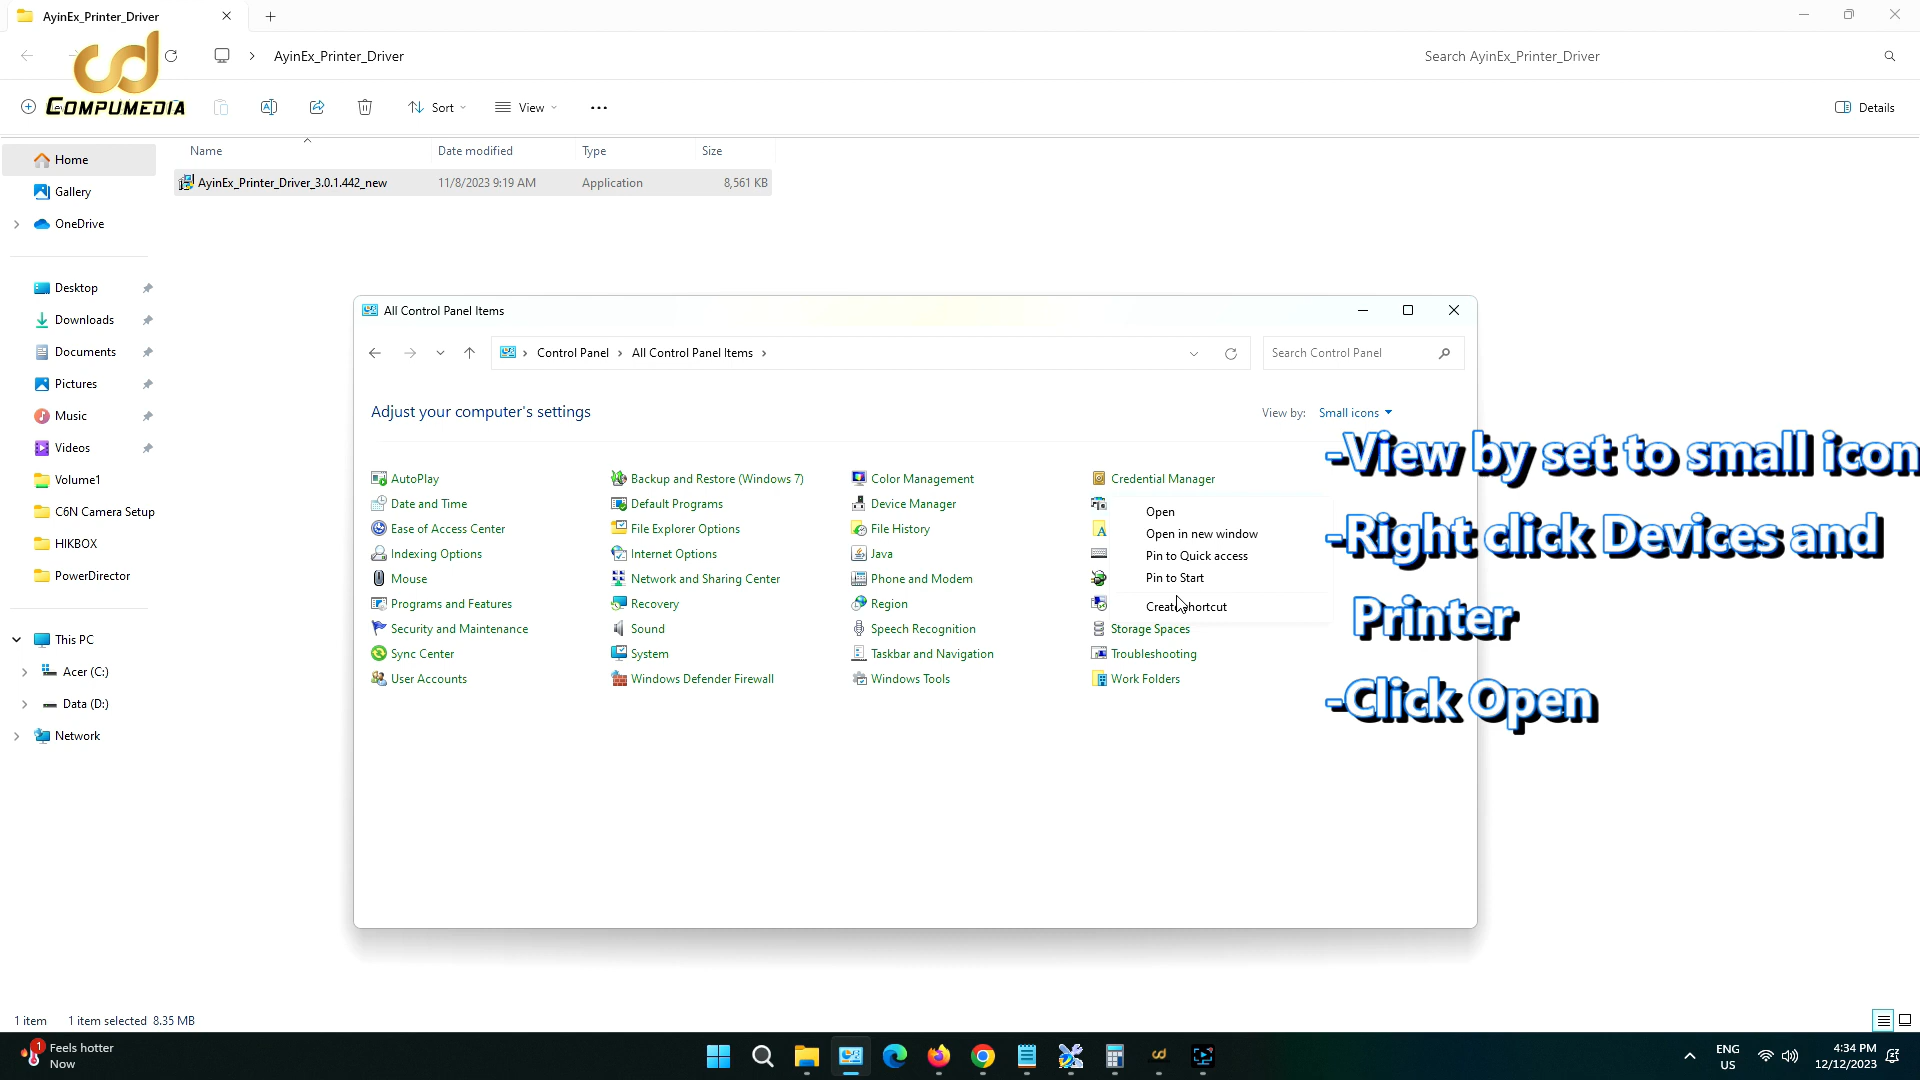 AyinEx_Printer_Driver
AyinEx_Printer_Driver
Search AyinEx_Printer_Driver
cd
COMPUMEDIA
Sort
View
Details
Name
Date modified
Type
Size
AyinEx_Printer_Driver_3.0.1.442_new
11/8/2023 9:19 AM
Application
8,561 KB
Home
Gallery
OneDrive
Desktop
Downloads
Documents
Pictures
Music
Videos
Volume1
C6N Camera Setup
HIKBOX
PowerDirector
This PC
Acer (C:)
Data (D:)
Network
All Control Panel Items
Control Panel
All Control Panel Items
Search Control Panel
Adjust your computer's settings
View by: Small icons
AutoPlay
Backup and Restore (Windows 7)
Color Management
Credential Manager
Date and Time
Default Programs
Device Manager
Ease of Access Center
File Explorer Options
File History
Indexing Options
Internet Options
Java
Mouse
Network and Sharing Center
Phone and Modem
Programs and Features
Recovery
Region
Security and Maintenance
Sound
Speech Recognition
Storage Spaces
Sync Center
System
Taskbar and Navigation
Troubleshooting
User Accounts
Windows Defender Firewall
Windows Tools
Work Folders
Open
Open in new window
Pin to Quick access
Pin to Start
Create shortcut
-View by set to small icon
-Right click Devices and
Printer
-Click Open
1 item
1 item selected 8.35 MB
1
Feels hotter
Now
ENG
US
4:34 PM
12/12/2023